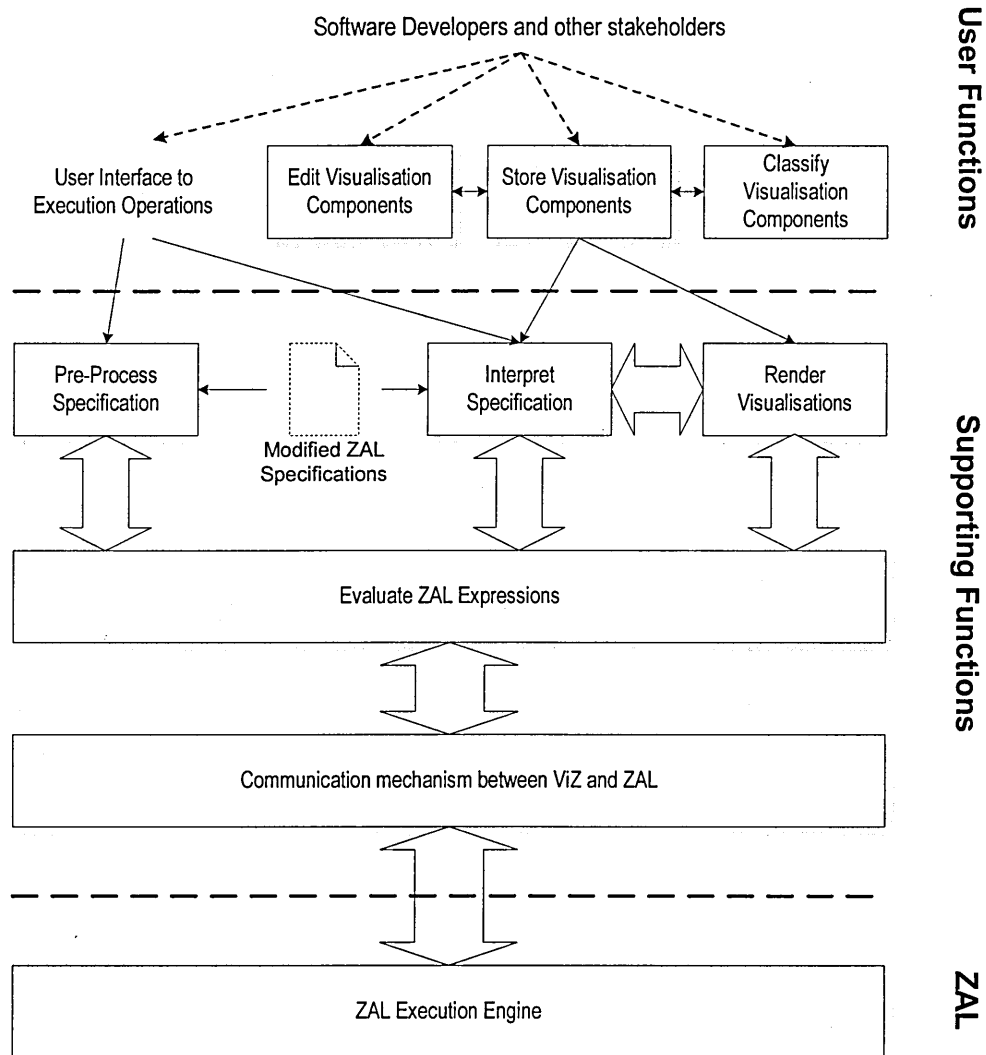 Software Developers and other stakeholders
User Functions
User Interface to
Execution Operations
Edit Visualisation
Components
Store Visualisation
Components
Classify
Visualisation
Components
Pre-Process
Specification
Modified ZAL
Specifications
Interpret
Specification
Render
Visualisations
Supporting Functions
Evaluate ZAL Expressions
Communication mechanism between ViZ and ZAL
ZAL Execution Engine
ZAL